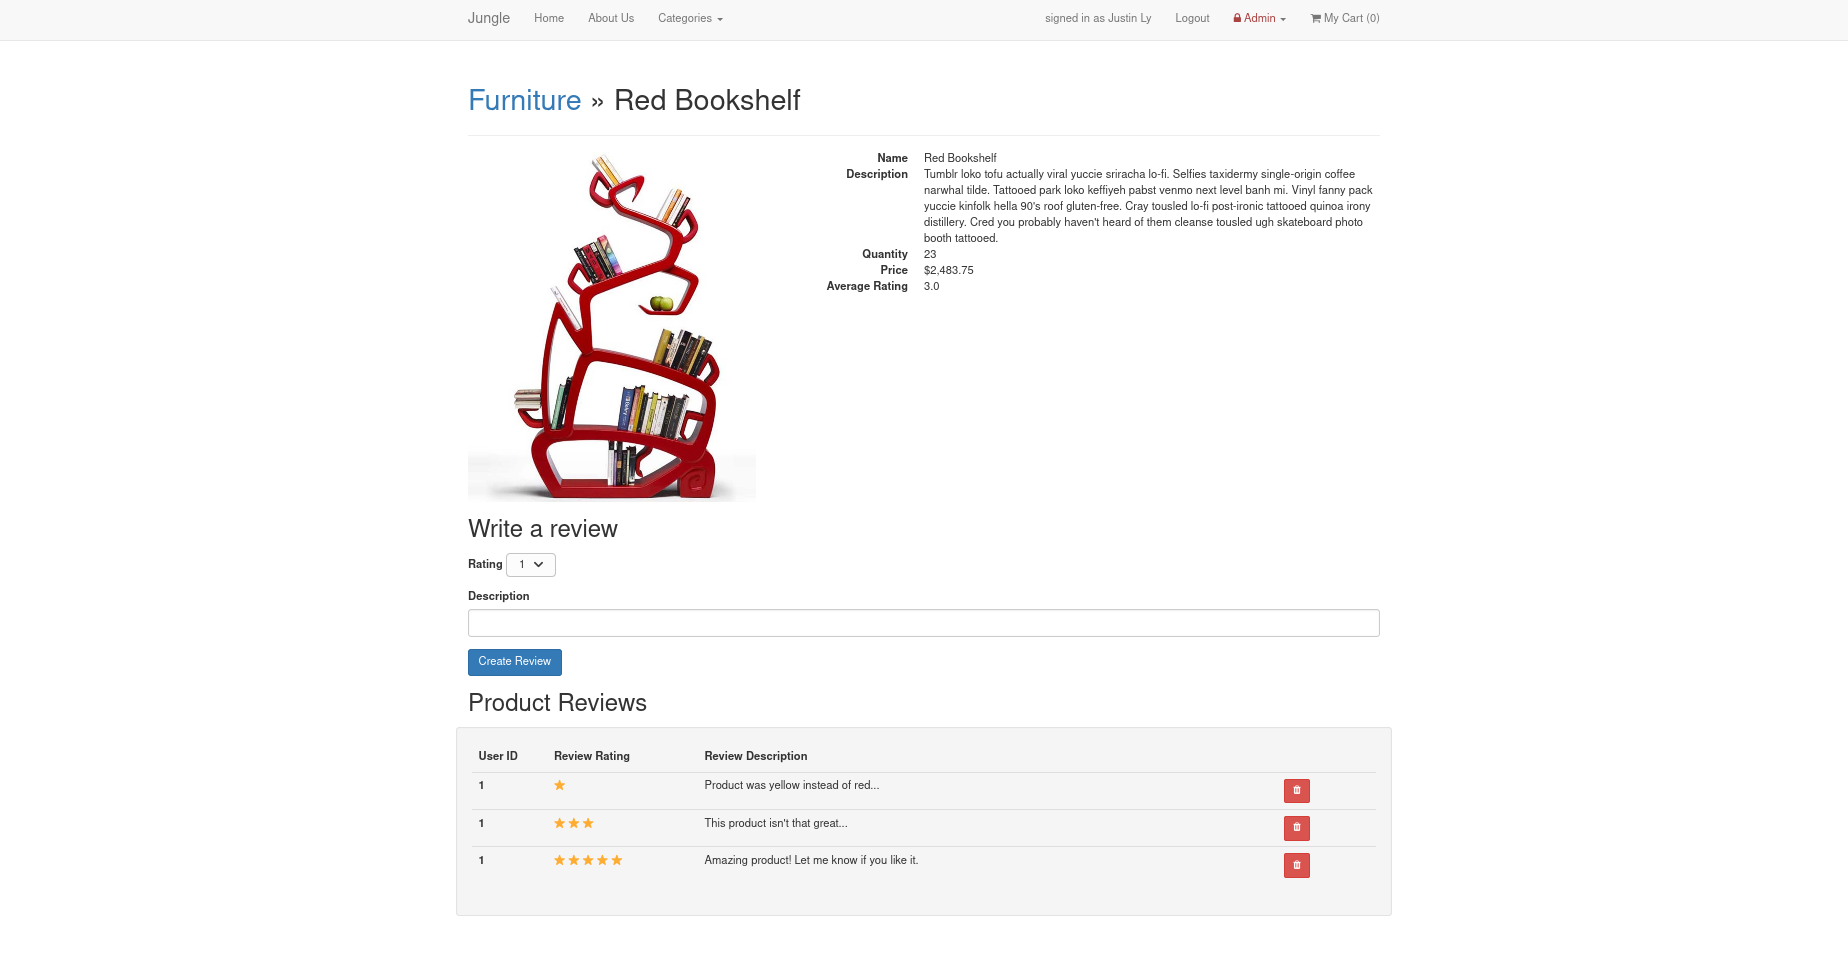 Jungle Home About Us Categories signed in as Justin Ly Logout Admin My Cart (0)
Furniture » Red Bookshelf
Name Red Bookshelf
Description Tumblr loko tofu actually viral yuccie sriracha lo-fi. Selfies taxidermy single-origin coffee
narwhal tilde. Tattooed park loko keffiyeh pabst venmo next level banh mi. Vinyl fanny pack
yuccie kinfolk hella 90's roof gluten-free. Cray tousled lo-fi post-ironic tattooed quinoa irony
distillery. Cred you probably haven't heard of them cleanse tousled ugh skateboard photo
booth tattooed.
Quantity 23
Price $2,483.75
Average Rating 3.0
Write a review
Rating 1
Description
Create Review
Product Reviews
User ID Review Rating Review Description
1 Product was yellow instead of red...
1 This product isn't that great...
1 Amazing product! Let me know if you like it.